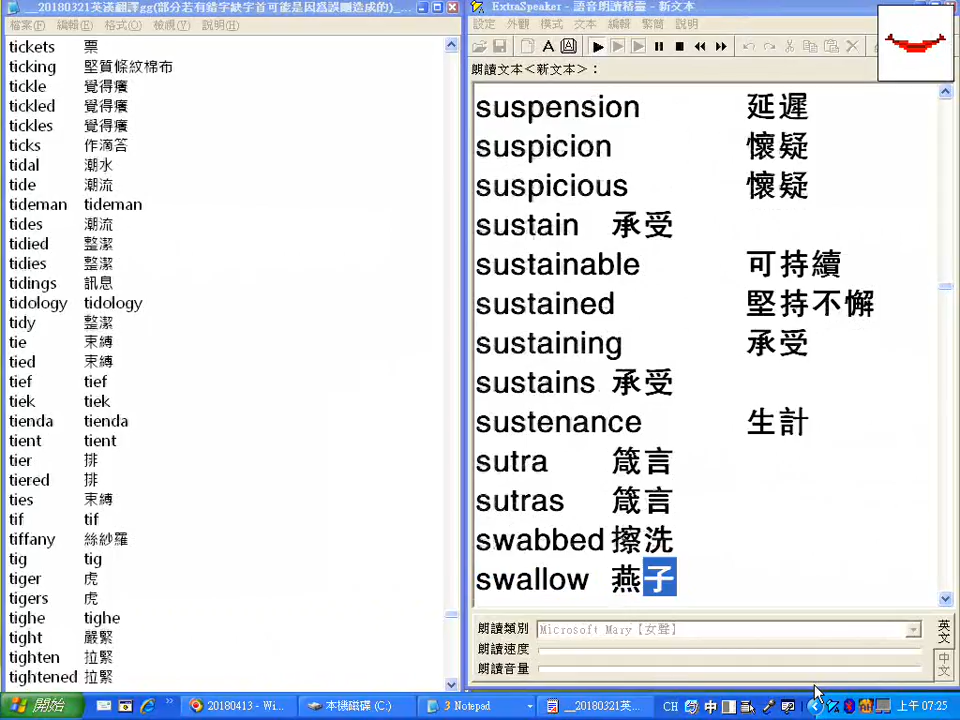 __20180321英漢翻譯gg(部分若有錯字缺字首可能是因爲誤刪造成的)_...
檔案(F) 編輯(E) 格式(O) 檢視(V) 說明(H)
tickets 票
ticking 堅質條紋棉布
tickle 覺得癢
tickled 覺得癢
tickles 覺得癢
ticks 作滴答
tidal 潮水
tide 潮流
tideman tideman
tides 潮流
tidied 整潔
tidies 整潔
tidings 訊息
tidology tidology
tidy 整潔
tie 束縛
tied 束縛
tief tief
tiek tiek
tienda tienda
tient tient
tier 排
tiered 排
ties 束縛
tif tif
tiffany 絲紗羅
tig tig
tiger 虎
tigers 虎
tighe tighe
tight 嚴緊
tighten 拉緊
tightened 拉緊
ExtraSpeaker - 語音朗讀精靈 - 新文本
設定 外觀 模式 文本 朗讀 編輯 繁簡 說明
朗讀文本<新文本>：
suspension 延遲
suspicion 懷疑
suspicious 懷疑
sustain 承受
sustainable 可持續
sustained 堅持不懈
sustaining 承受
sustains 承受
sustenance 生計
sutra 箴言
sutras 箴言
swabbed 擦洗
swallow 燕子
朗讀類別 Microsoft Mary【女聲】
朗讀速度
朗讀音量
英文
中文
開始 20180413 - Wi... 本機磁碟 (C:) 3 Notepad __20180321英... CH 中 上午 07:25